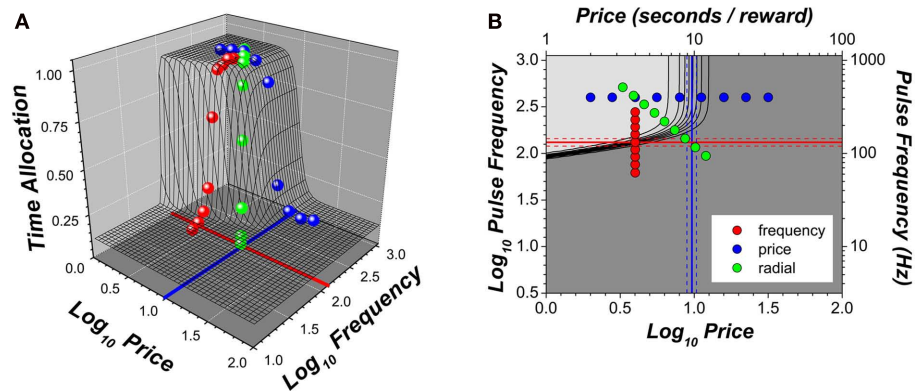 A
Time Allocation
1.00
0.75
0.50
0.25
0.0
0.5
1.0
1.5
2.0
Log10 Price
1.0
1.5
2.0
2.5
3.0
Log10 Frequency
B
Price (seconds / reward)
1
10
100
Log10 Pulse Frequency
3.0
2.5
2.0
1.5
1.0
0.5
1000
100
10
Pulse Frequency (Hz)
frequency
price
radial
0.0
0.5
1.0
1.5
2.0
Log10 Price